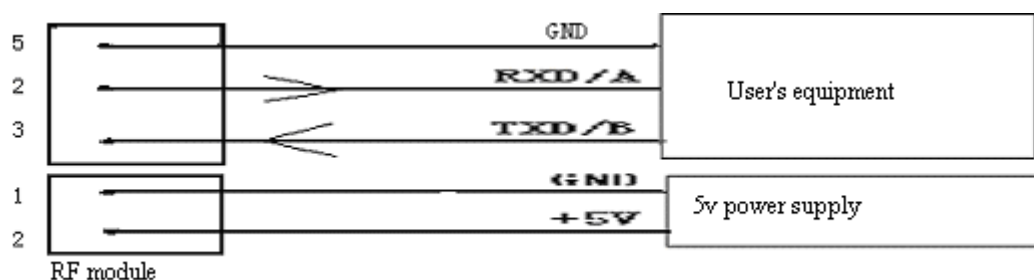 5 GND
2 RXD/A User's equipment
3 TXD/B
1 GND 5v power supply
2 +5V
RF module